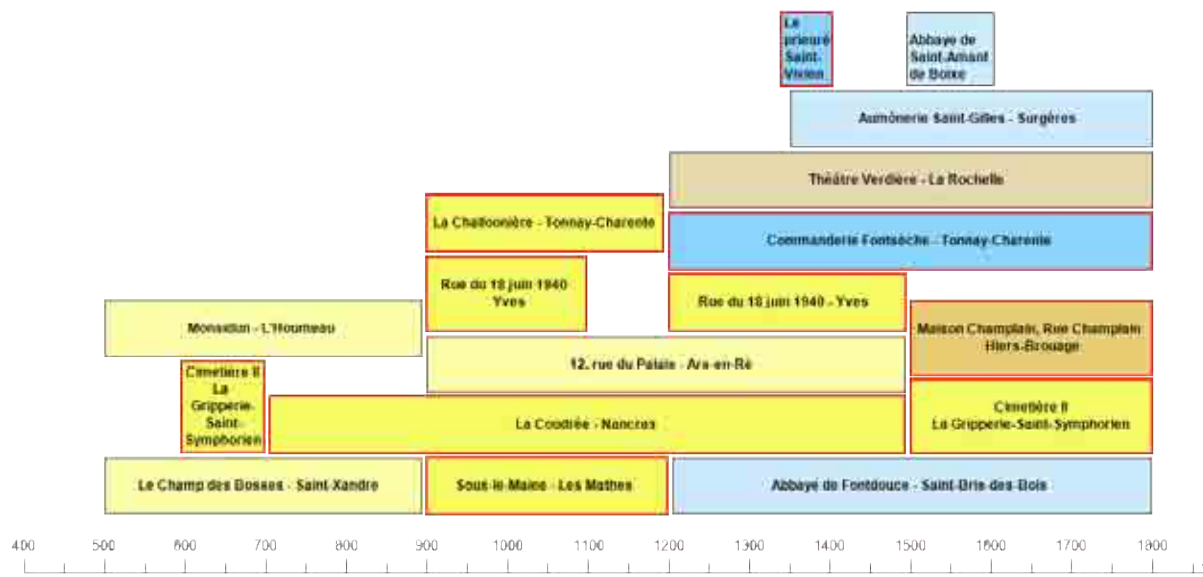 Le
prieuré
Saint-
Vivien
Abbaye de
Saint-Amant
de Boixe
Aumônerie Saint-Gilles - Surgères
Théâtre Verdière - La Rochelle
La Challonnière - Tonnay-Charente
Commanderie Fontsèche - Tonnay-Charente
Rue du 18 juin 1940
Yves
Rue du 18 juin 1940 - Yves
Monsidun - L'Houmeau
Maison Champlain, Rue Champlain
Hiers-Brouage
12, rue du Palais - Ars-en-Ré
Cimetière II
La
Gripperie-
Saint-
Symphorien
La Coudrée - Nancras
Cimetière II
La Gripperie-Saint-Symphorien
Le Champ des Bosses - Saint-Xandre
Sous-le-Maine - Les Mathes
Abbaye de Fontdouce - Saint-Bris-des-Bois
400 500 600 700 800 900 1000 1100 1200 1300 1400 1500 1600 1700 1800